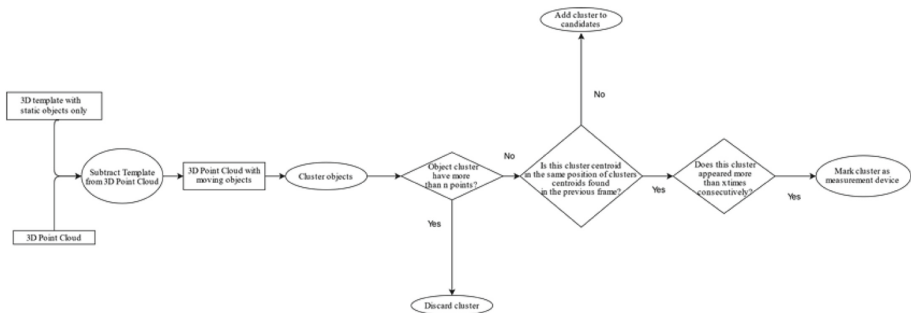 Add cluster to
candidates
No
3D template with
static objects only
Subtract Template
from 3D Point Cloud
3D Point Cloud with
moving objects
Cluster objects
Object cluster
have more
than n points?
No
Is this cluster centroid
in the same position of clusters
centroids found
in the previous frame?
Yes
Does this cluster
appeared more
than x times
consecutively?
Yes
Mark cluster as
measurement device
3D Point Cloud
Yes
Discard cluster